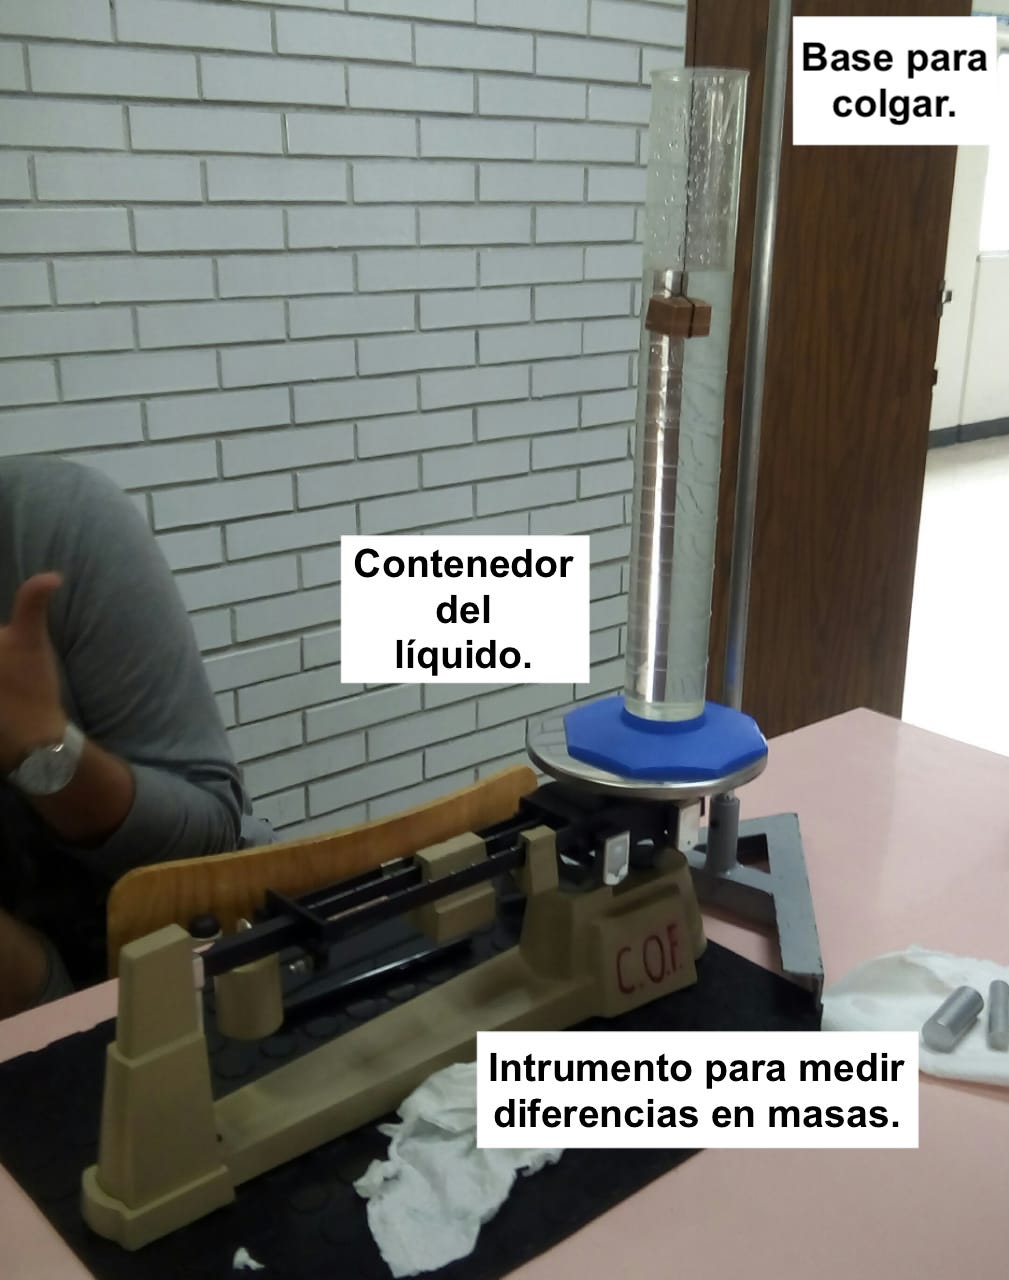 Base para
colgar.
Contenedor
del
líquido.
C.O.F.
Intrumento para medir
diferencias en masas.